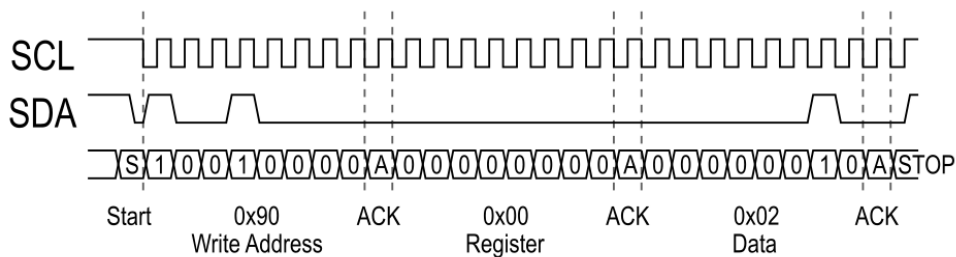 SCL
SDA
S 1 0 0 1 0 0 0 0 A 0 0 0 0 0 0 0 0 A 0 0 0 0 0 0 1 0 A STOP
Start 0x90 ACK 0x00 ACK 0x02 ACK
Write Address Register Data